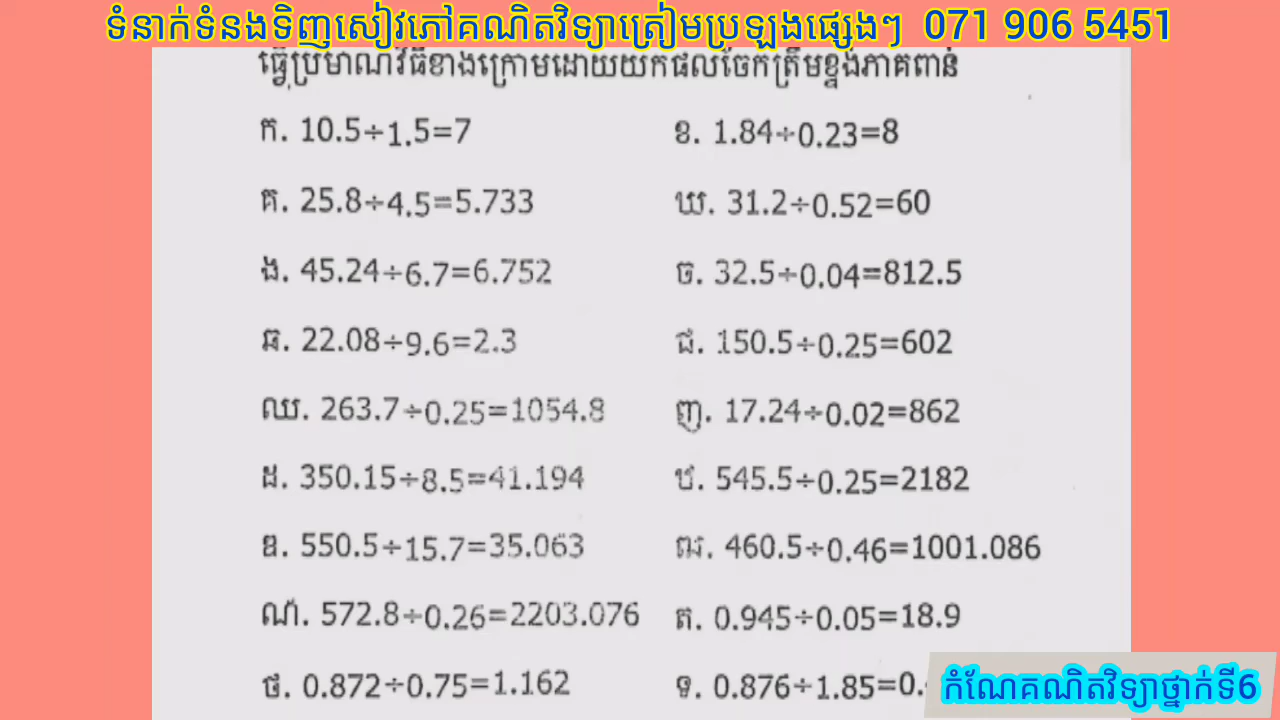 ទំនាក់ទំនងទិញសៀវភៅគណិតវិទ្យាត្រៀមប្រឡងផ្សេងៗ 071 906 5451
ធ្វើប្រមាណវិធីខាងក្រោមដោយយកផលចែកត្រឹមខ្ទង់ភាគពាន់
ក. 10.5÷1.5=7 ខ. 1.84÷0.23=8
គ. 25.8÷4.5=5.733 ឃ. 31.2÷0.52=60
ង. 45.24÷6.7=6.752 ច. 32.5÷0.04=812.5
ឆ. 22.08÷9.6=2.3 ជ. 150.5÷0.25=602
ឈ. 263.7÷0.25=1054.8 ញ. 17.24÷0.02=862
ដ. 350.15÷8.5=41.194 ឋ. 545.5÷0.25=2182
ឌ. 550.5÷15.7=35.063 ឍ. 460.5÷0.46=1001.086
ណ. 572.8÷0.26=2203.076 ត. 0.945÷0.05=18.9
ថ. 0.872÷0.75=1.162 ទ. 0.876÷1.85=0.
កំណែគណិតវិទ្យាថ្នាក់ទី6